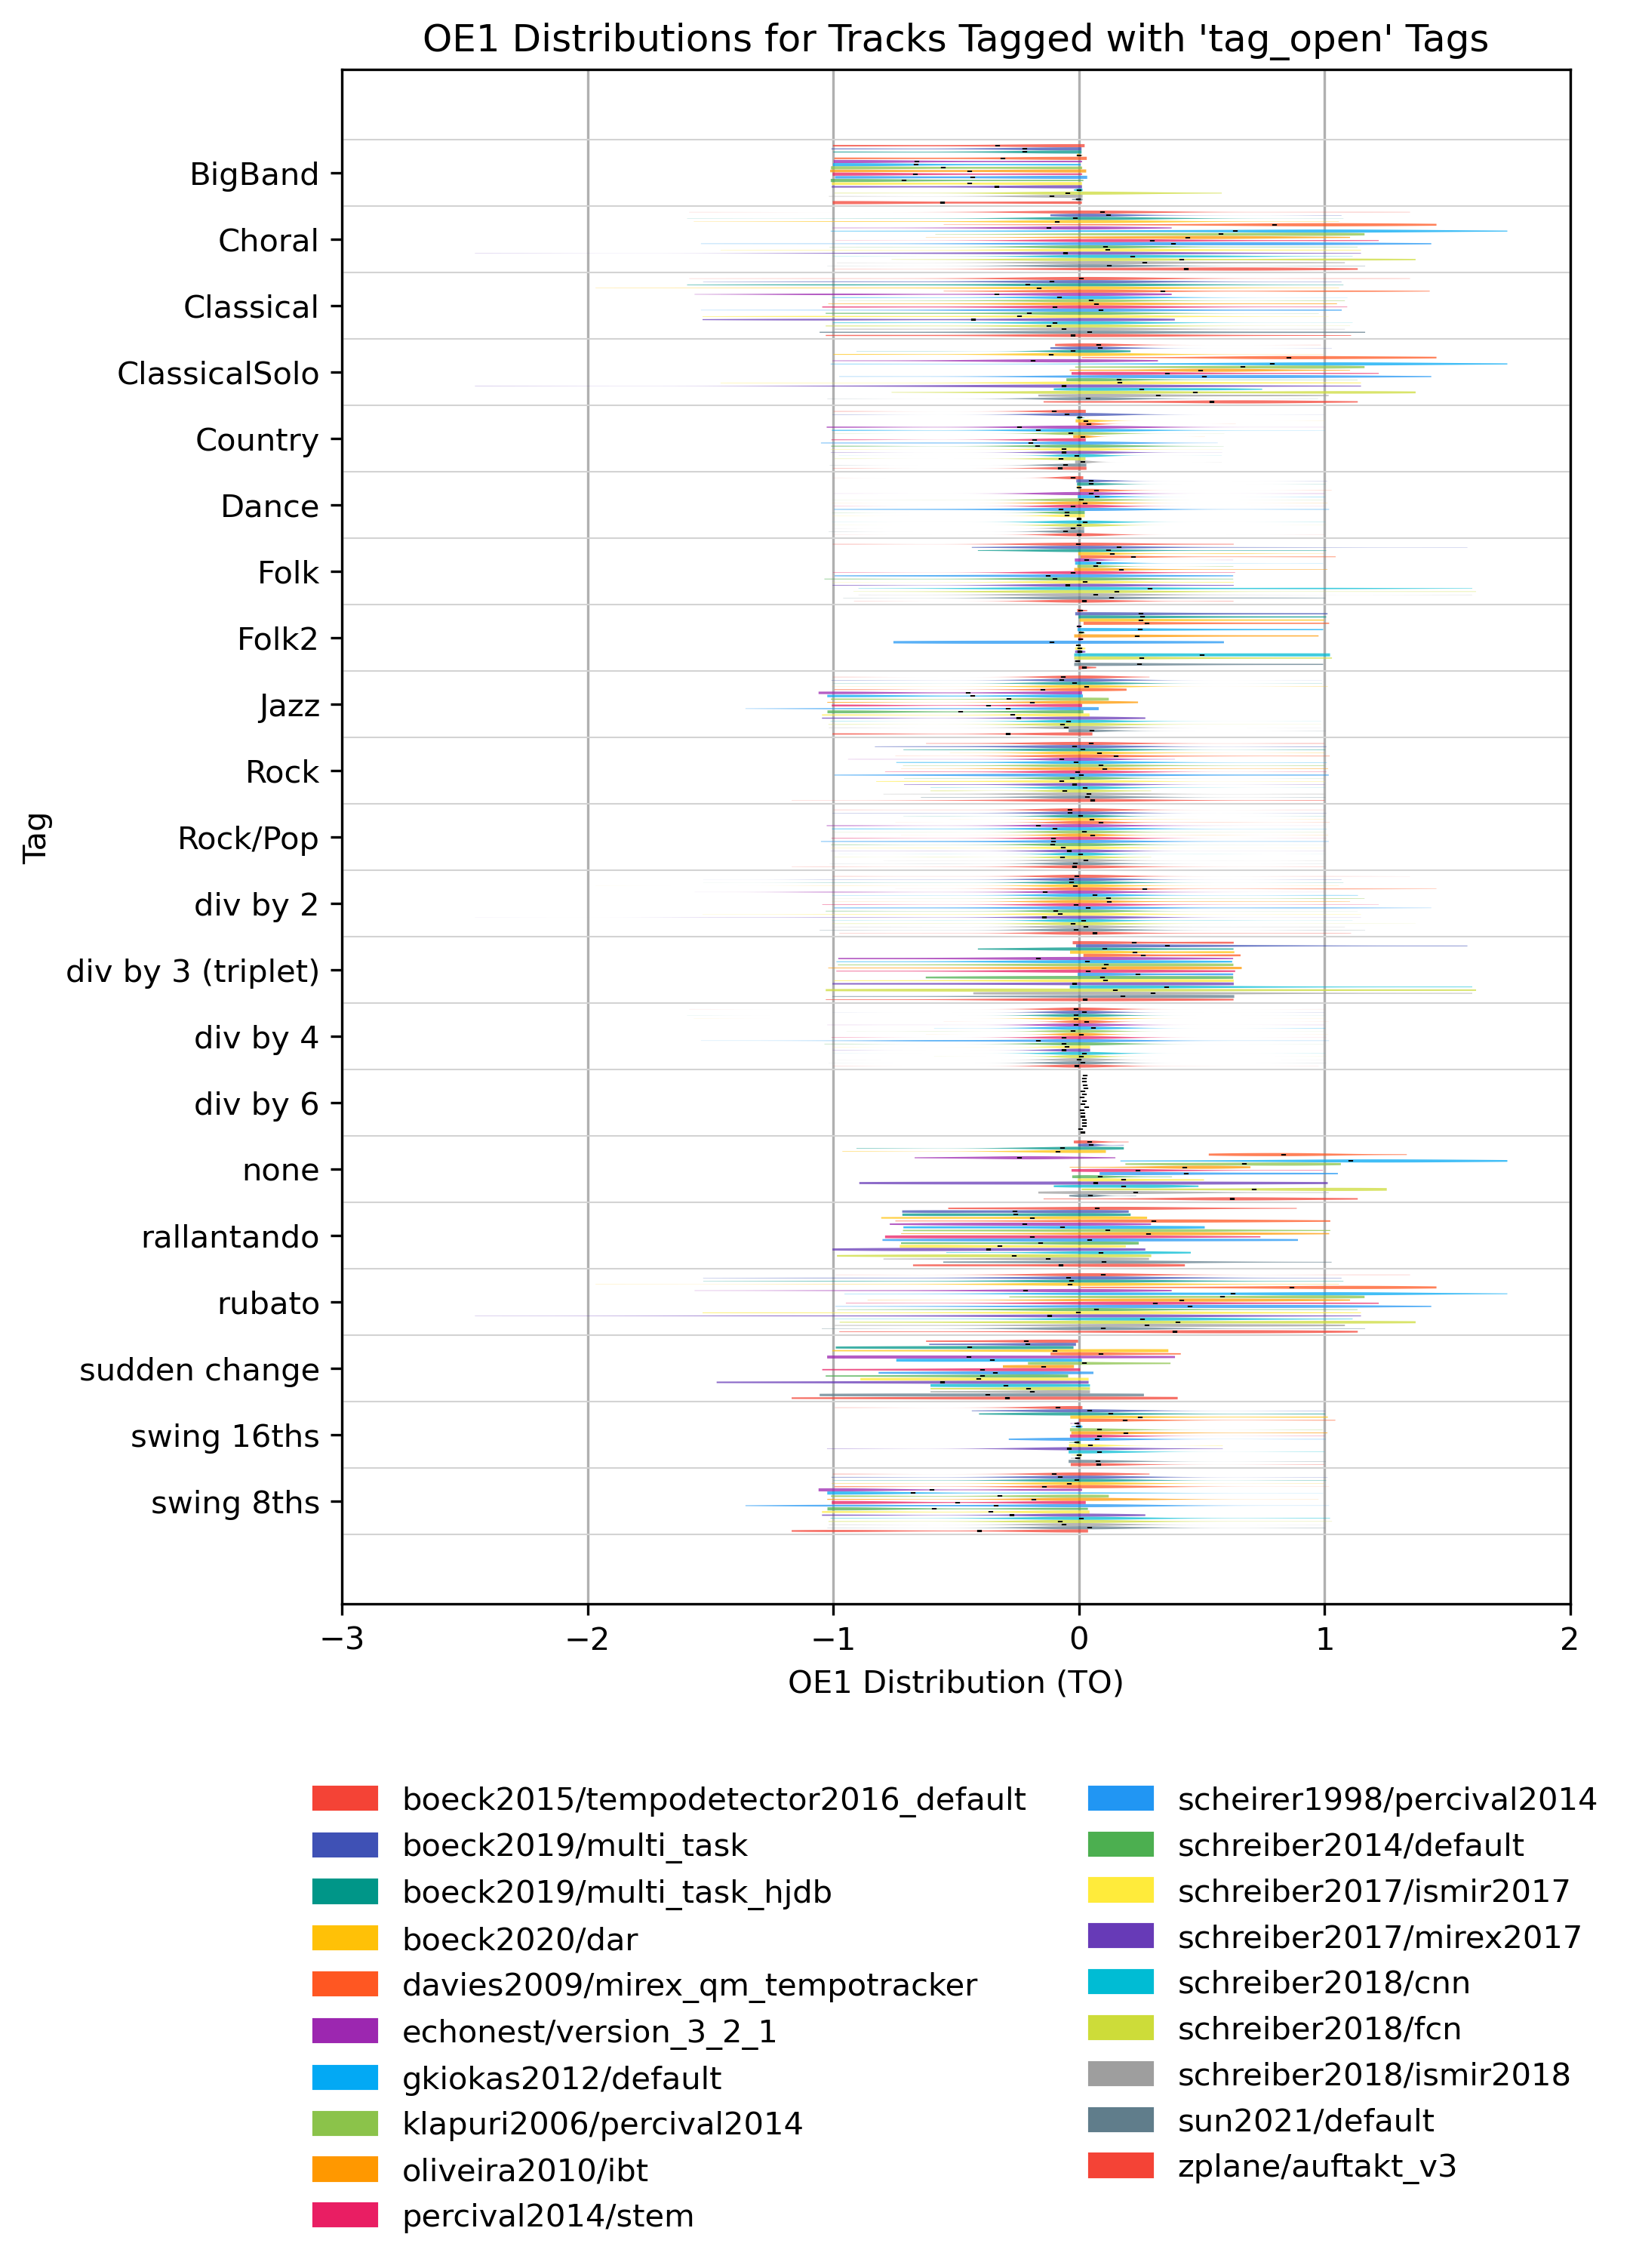 OE1 Distributions for Tracks Tagged with 'tag_open' Tags
BigBand
Choral
Classical
ClassicalSolo
Country
Dance
Folk
Folk2
Jazz
Rock
Rock/Pop
div by 2
div by 3 (triplet)
div by 4
div by 6
none
rallantando
rubato
sudden change
swing 16ths
swing 8ths
Tag
−3 −2 −1 0 1 2
OE1 Distribution (TO)
boeck2015/tempodetector2016_default
boeck2019/multi_task
boeck2019/multi_task_hjdb
boeck2020/dar
davies2009/mirex_qm_tempotracker
echonest/version_3_2_1
gkiokas2012/default
klapuri2006/percival2014
oliveira2010/ibt
percival2014/stem
scheirer1998/percival2014
schreiber2014/default
schreiber2017/ismir2017
schreiber2017/mirex2017
schreiber2018/cnn
schreiber2018/fcn
schreiber2018/ismir2018
sun2021/default
zplane/auftakt_v3